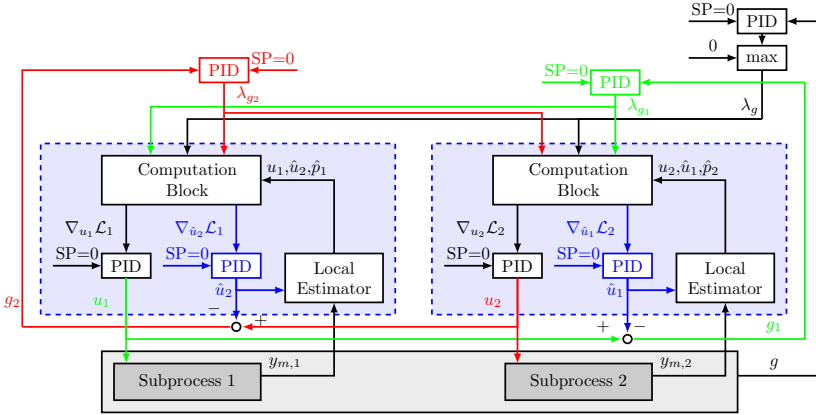 SP=0
PID
0
max
SP=0
PID
SP=0
PID
λ_{g_2}
λ_{g_1}
λ_g
Computation
Block
u_1,û_2,p̂_1
Computation
Block
u_2,û_1,p̂_2
∇_{u_1}ℒ_1
∇_{û_2}ℒ_1
∇_{u_2}ℒ_2
∇_{û_1}ℒ_2
SP=0
PID
SP=0
PID
Local
Estimator
SP=0
PID
SP=0
PID
Local
Estimator
g_2
u_1
û_2
u_2
û_1
−
+
+
−
g_1
Subprocess 1
y_{m,1}
Subprocess 2
y_{m,2}
g